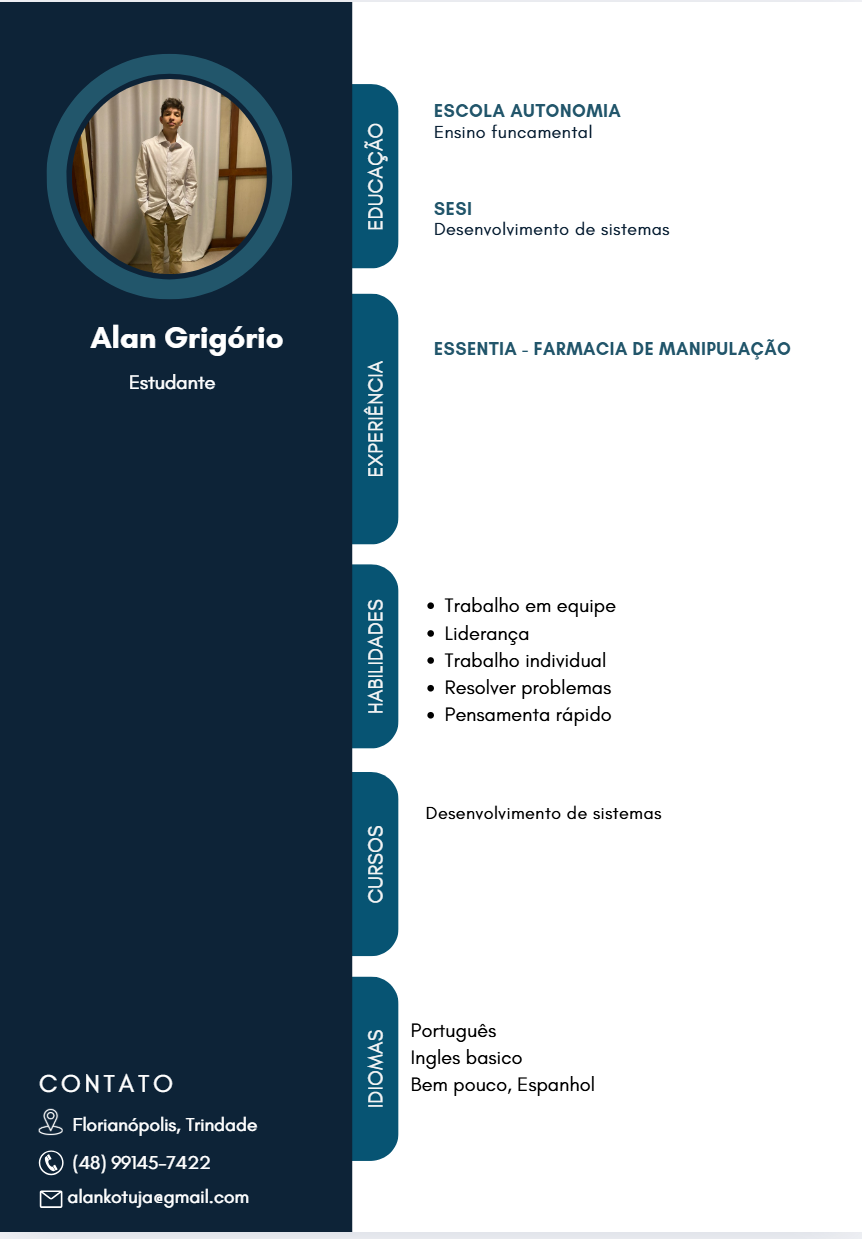 Alan Grigório
Estudante
CONTATO
Florianópolis, Trindade
(48) 99145-7422
alankotuja@gmail.com
EDUCAÇÃO
ESCOLA AUTONOMIA
Ensino funcamental
SESI
Desenvolvimento de sistemas
EXPERIÊNCIA
ESSENTIA - FARMACIA DE MANIPULAÇÃO
HABILIDADES
• Trabalho em equipe
• Liderança
• Trabalho individual
• Resolver problemas
• Pensamenta rápido
CURSOS
Desenvolvimento de sistemas
IDIOMAS
Português
Ingles basico
Bem pouco, Espanhol